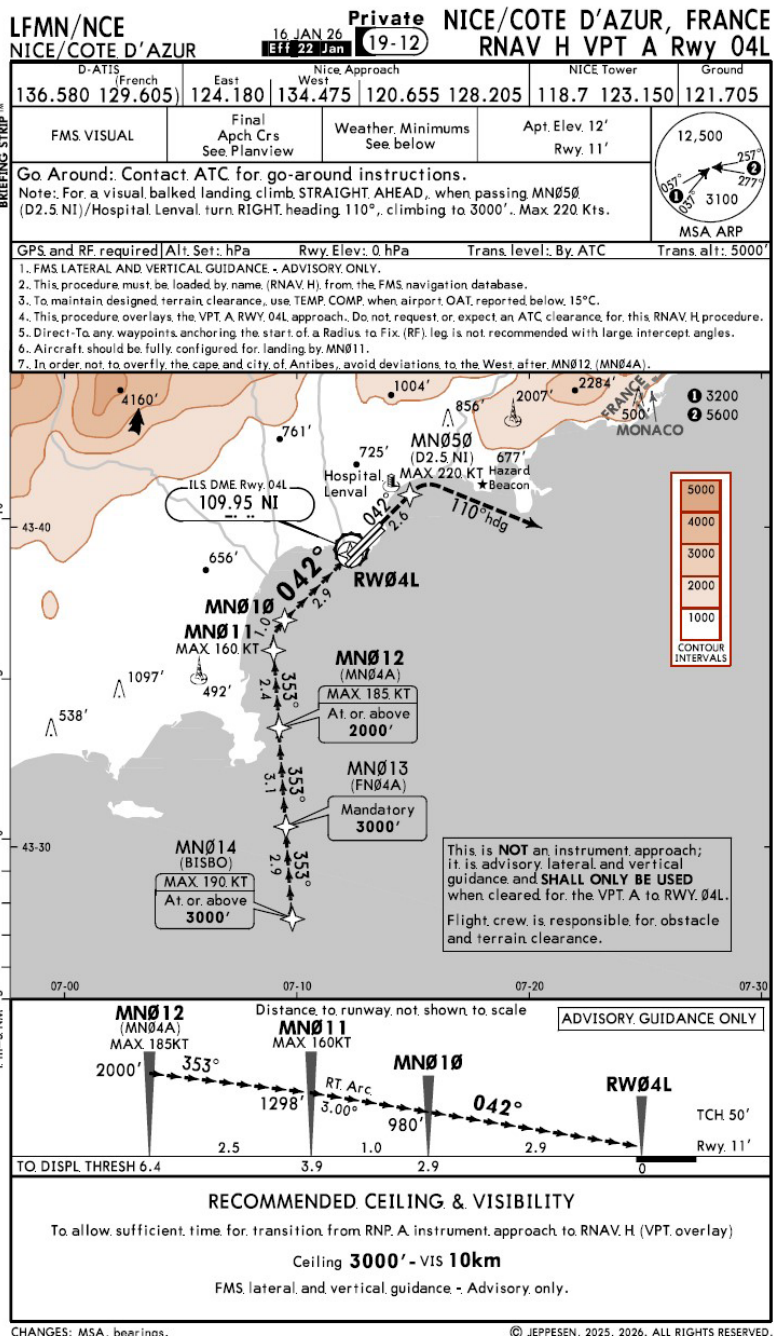 LFMN/NCE
NICE/COTE D'AZUR
16 JAN 26
Eff 22 Jan
Private
19-12
NICE/COTE D'AZUR, FRANCE
RNAV H VPT A Rwy 04L
D-ATIS
(French
136.580 129.605)
Nice Approach
East
124.180
West
134.475
120.655 128.205
NICE Tower
118.7 123.150
Ground
121.705
BRIEFING STRIP™
FMS VISUAL
Final
Apch Crs
See Planview
Weather Minimums
See below
Apt Elev 12'
Rwy 11'
12,500
257°
277°
057°
037°
3100
1
2
MSA ARP
Go Around: Contact ATC for go-around instructions.
Note: For a visual balked landing climb STRAIGHT AHEAD, when passing MNØ5Ø
(D2.5 NI)/Hospital Lenval turn RIGHT heading 110°, climbing to 3000'. Max 220 Kts.
GPS and RF required
Alt Set: hPa
Rwy Elev: 0 hPa
Trans level: By ATC
Trans alt: 5000'
1. FMS LATERAL AND VERTICAL GUIDANCE - ADVISORY ONLY.
2. This procedure must be loaded by name (RNAV H) from the FMS navigation database.
3. To maintain designed terrain clearance, use TEMP COMP when airport OAT reported below 15°C.
4. This procedure overlays the VPT A RWY 04L approach. Do not request or expect an ATC clearance for this RNAV H procedure.
5. Direct-To any waypoints anchoring the start of a Radius to Fix (RF) leg is not recommended with large intercept angles.
6. Aircraft should be fully configured for landing by MNØ11.
7. In order not to overfly the cape and city of Antibes, avoid deviations to the West after MNØ12 (MNØ4A).
4160'
1004'
2284'
FRANCE
1 3200
2 5600
856'
2007'
500'
MONACO
761'
MNØ5Ø
(D2.5 NI)
MAX 220 KT
725'
677'
Hazard
Beacon
Hospital
Lenval
ILS DME Rwy 04L
109.95 NI
042°
2.6
110° hdg
43-40
656'
RWØ4L
042°
2.9
MNØ1Ø
MNØ11
MAX 160 KT
1.0
5000
4000
3000
2000
1000
CONTOUR
INTERVALS
1097'
492'
538'
353°
2.4
MNØ12
(MNØ4A)
MAX 185 KT
At or above
2000'
353°
3.1
MNØ13
(FNØ4A)
Mandatory
3000'
43-30
MNØ14
(BISBO)
MAX 190 KT
At or above
3000'
353°
2.9
This is NOT an instrument approach;
it is advisory lateral and vertical
guidance and SHALL ONLY BE USED
when cleared for the VPT A to RWY Ø4L.
Flight crew is responsible for obstacle
and terrain clearance.
07-00
07-10
07-20
07-30
Distance to runway not shown to scale
ADVISORY GUIDANCE ONLY
MNØ12
(MNØ4A)
MAX 185KT
MNØ11
MAX 160KT
MNØ1Ø
RWØ4L
2000'
353°
1298'
RT Arc
3.00°
980'
042°
TCH 50'
Rwy 11'
2.5
1.0
2.9
TO DISPL THRESH 6.4
3.9
2.9
0
RECOMMENDED CEILING & VISIBILITY
To allow sufficient time for transition from RNP A instrument approach to RNAV H (VPT overlay)
Ceiling 3000' - VIS 10km
FMS lateral and vertical guidance - Advisory only.
CHANGES: MSA, bearings.
© JEPPESEN, 2025, 2026. ALL RIGHTS RESERVED.